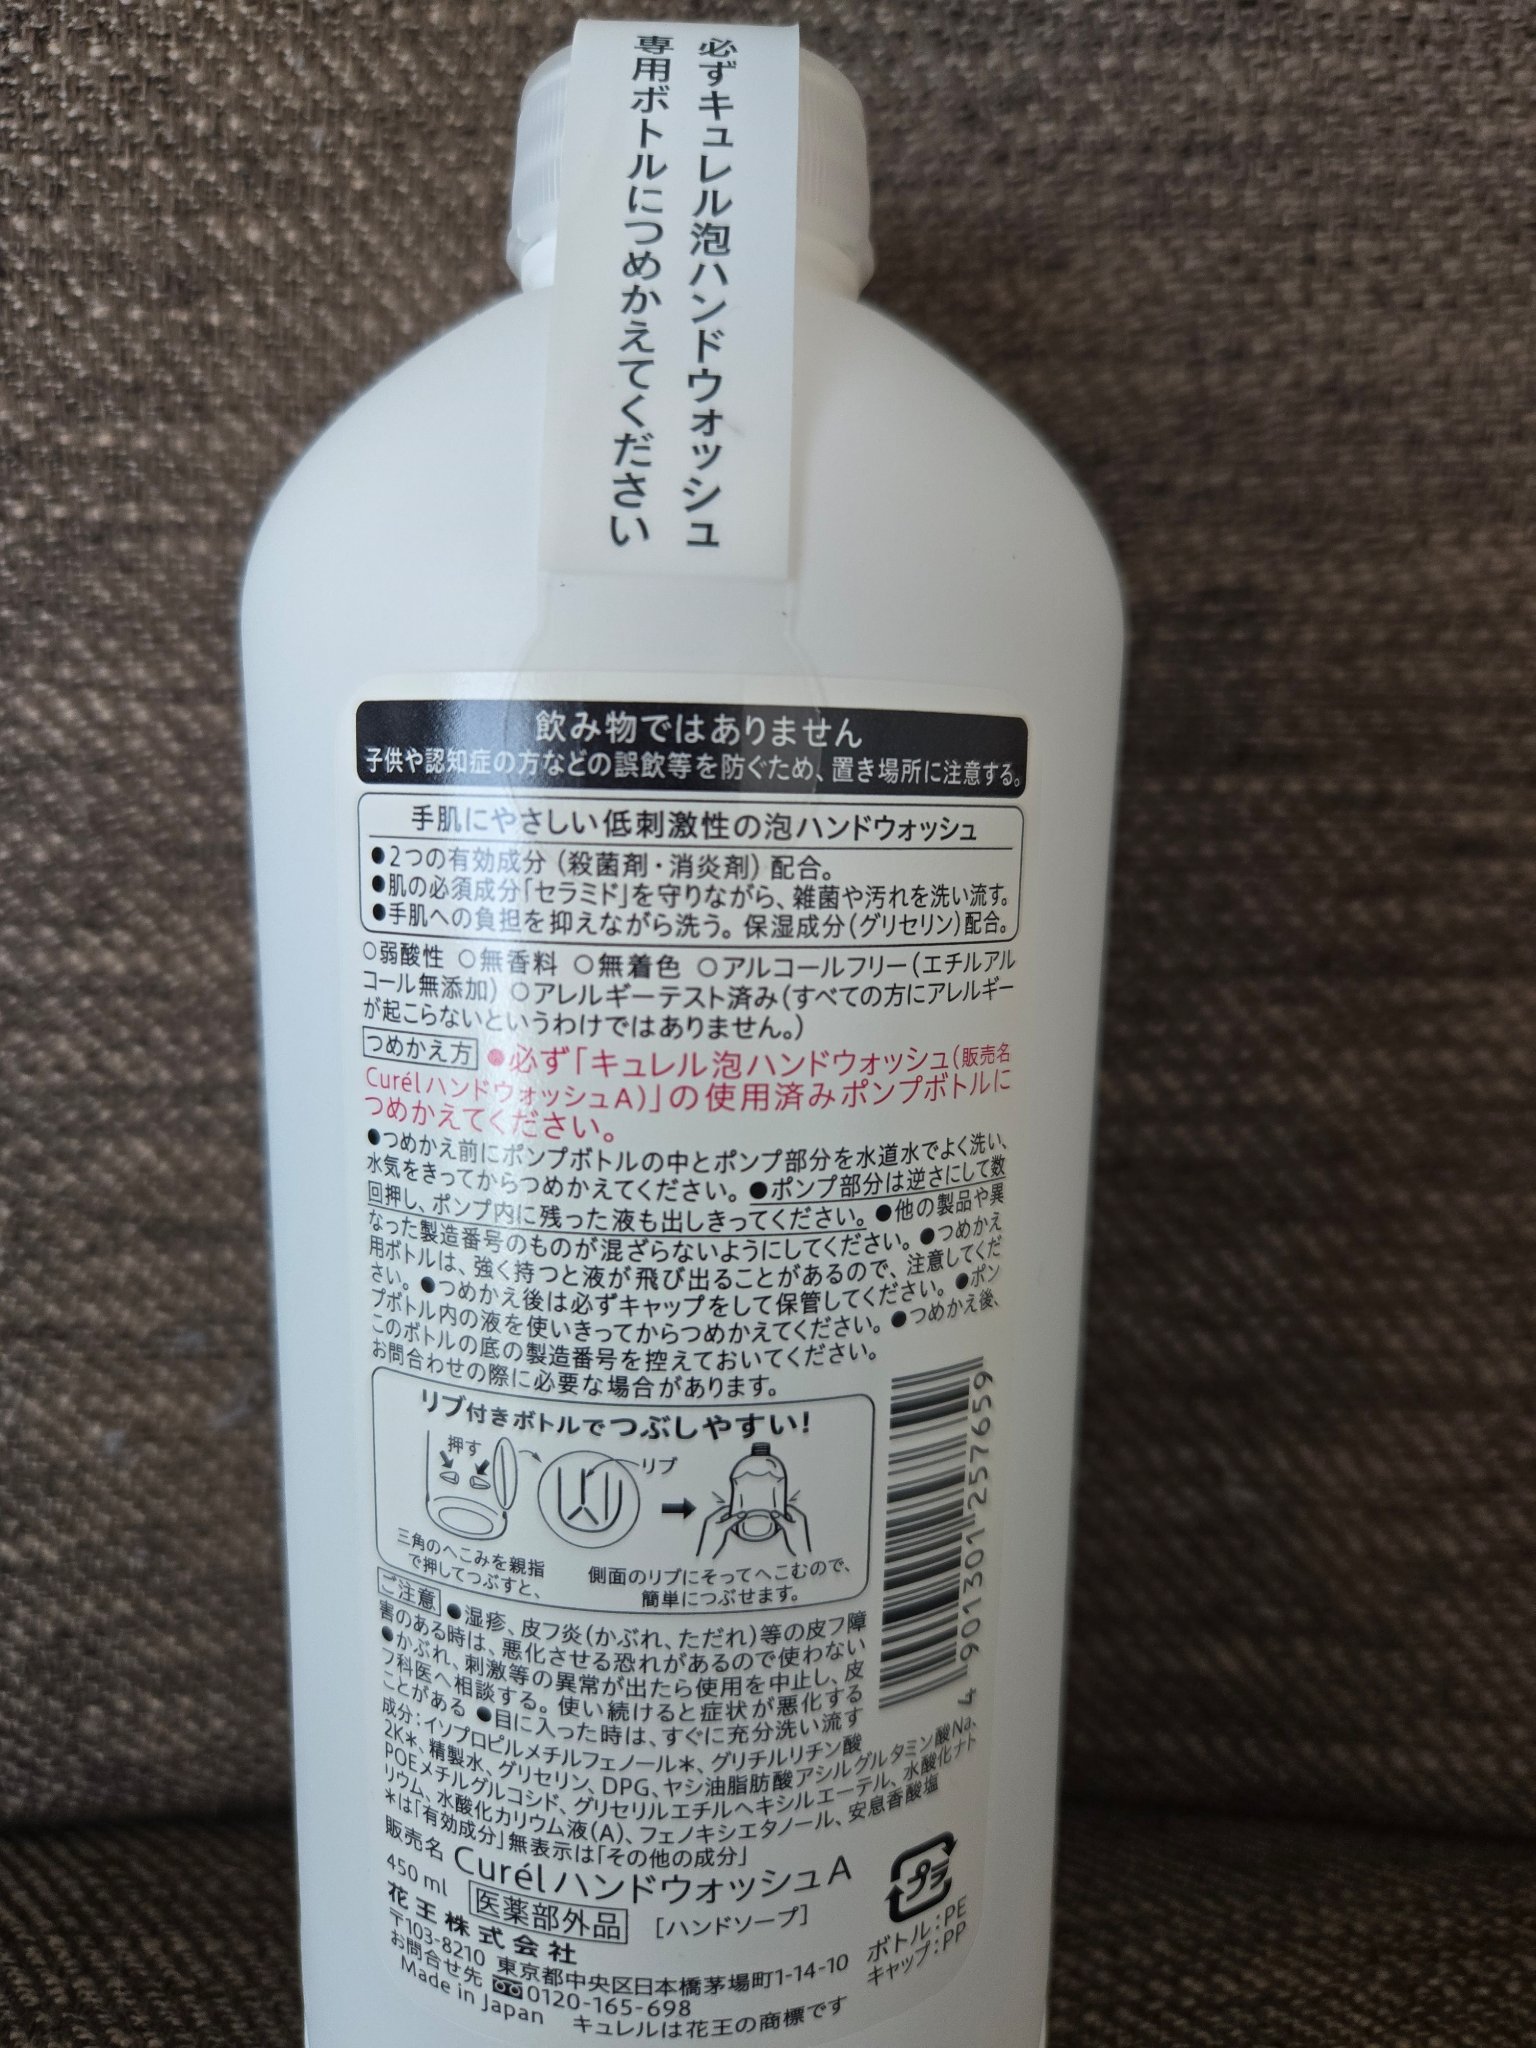 必ずキュレル泡ハンドウォッシュ
専用ボトルにつめかえてください
飲み物ではありません
子供や認知症の方などの誤飲等を防ぐため、置き場所に注意する。
手肌にやさしい低刺激性の泡ハンドウォッシュ
●2つの有効成分（殺菌剤・消炎剤）配合。
●肌の必須成分「セラミド」を守りながら、雑菌や汚れを洗い流す。
●手肌への負担を抑えながら洗う。保湿成分（グリセリン）配合。
○弱酸性 ○無香料 ○無着色 ○アルコールフリー（エチルアル
コール無添加） ○アレルギーテスト済み（すべての方にアレルギー
が起こらないというわけではありません。）
つめかえ方 ●必ず「キュレル泡ハンドウォッシュ（販売名
CurélハンドウォッシュA）」の使用済みポンプボトルに
つめかえてください。
●つめかえ前にポンプボトルの中とポンプ部分を水道水でよく洗い、
水気をきってからつめかえてください。●ポンプ部分は逆さにして数
回押し、ポンプ内に残った液も出しきってください。●他の製品や異
なった製造番号のものが混ざらないようにしてください。●つめかえ
用ボトルは、強く持つと液が飛び出ることがあるので、注意してくだ
さい。●つめかえ後は必ずキャップをして保管してください。●ポン
プボトル内の液を使いきってからつめかえてください。●つめかえ後、
このボトルの底の製造番号を控えておいてください。
お問合わせの際に必要な場合があります。
リブ付きボトルでつぶしやすい！
押す
リブ
三角のへこみを親指
で押してつぶすと、
側面のリブにそってへこむので、
簡単につぶせます。
4 901301 257659
ご注意 ●湿疹、皮フ炎（かぶれ、ただれ）等の皮フ障
害のある時は、悪化させる恐れがあるので使わない
●かぶれ、刺激等の異常が出たら使用を中止し、皮
フ科医へ相談する。使い続けると症状が悪化する
ことがある ●目に入った時は、すぐに充分洗い流す
成分：イソプロピルメチルフェノール＊、グリチルリチン酸
2K＊、精製水、グリセリン、DPG、ヤシ油脂肪酸アシルグルタミン酸Na、
POEメチルグルコシド、グリセリルエチルヘキシルエーテル、水酸化ナト
リウム、水酸化カリウム液（A）、フェノキシエタノール、安息香酸塩
＊は「有効成分」無表示は「その他の成分」
販売名 CurélハンドウォッシュA
450 ml 医薬部外品 ［ハンドソープ］
花王株式会社
〒103-8210 東京都中央区日本橋茅場町1-14-10
お問合せ先 0120-165-698
Made in Japan キュレルは花王の商標です
プラ
ボトル：PE
キャップ：PP